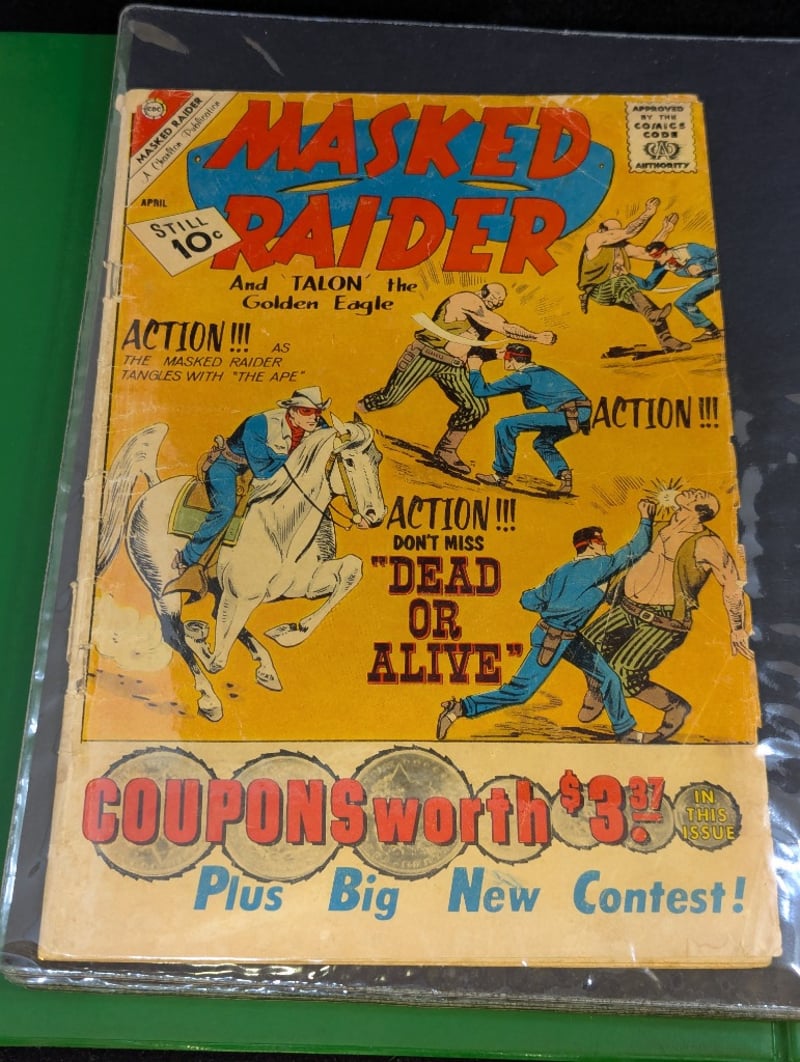 CDC
MASKED RAIDER
A Charlton Publication
APPROVED
BY THE
COMICS
CODE
CA
AUTHORITY
MASKED
RAIDER
APRIL
STILL
10¢
And 'TALON' the
Golden Eagle
ACTION!!! AS
THE MASKED RAIDER
TANGLES WITH "THE APE"
ACTION!!!
ACTION!!!
DON'T MISS
"DEAD
OR
ALIVE"
COUPONS worth $3.37
IN
THIS
ISSUE
Plus Big New Contest!